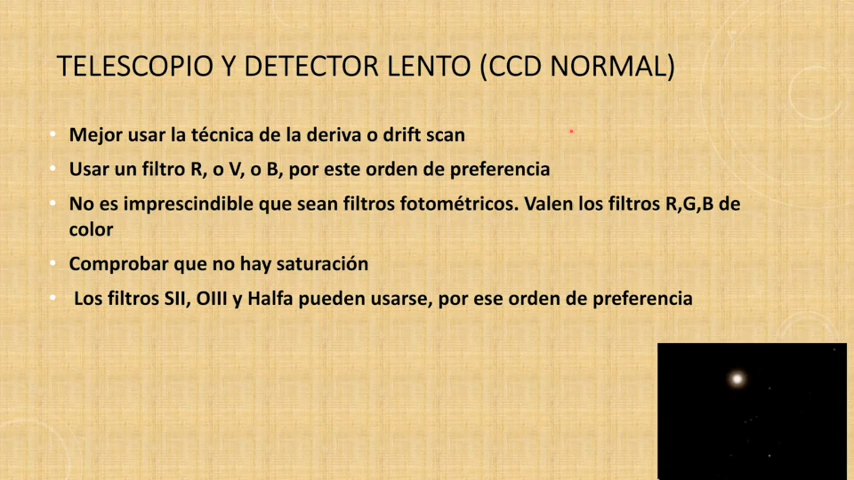 TELESCOPIO Y DETECTOR LENTO (CCD NORMAL)
• Mejor usar la técnica de la deriva o drift scan
• Usar un filtro R, o V, o B, por este orden de preferencia
• No es imprescindible que sean filtros fotométricos. Valen los filtros R,G,B de
color
• Comprobar que no hay saturación
• Los filtros SII, OIII y Halfa pueden usarse, por ese orden de preferencia